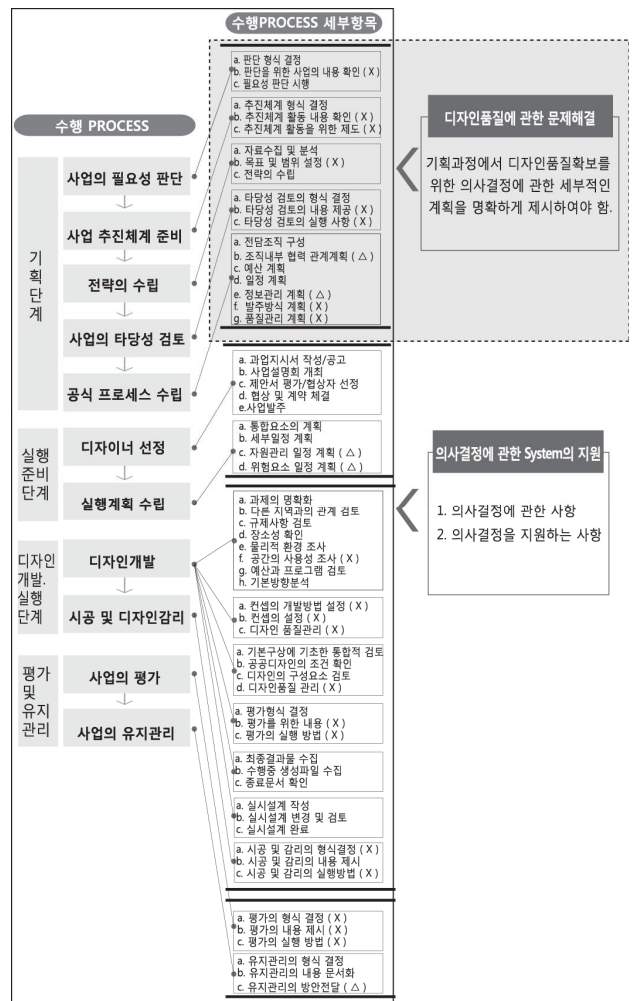 수행PROCESS 세부항목
a. 판단 형식 결정
b. 판단을 위한 사업의 내용 확인 ( X )
c. 필요성 판단 시행
a. 추진체계 형식 결정
b. 추진체계 활동 내용 확인 ( X )
c. 추진체계 활동을 위한 제도 ( X )
a. 자료수집 및 분석
b. 목표 및 범위 설정 ( X )
c. 전략의 수립
a. 타당성 검토의 형식 결정
b. 타당성 검토의 내용 제공 ( X )
c. 타당성 검토의 실행 사항 ( X )
a. 전담조직 구성
b. 조직내부 협력 관계계획 ( △ )
c. 예산 계획
d. 일정 계획
e. 정보관리 계획 ( △ )
f. 발주방식 계획 ( X )
g. 품질관리 계획 ( X )
디자인품질에 관한 문제해결
기획과정에서 디자인품질확보를
위한 의사결정에 관한 세부적인
계획을 명확하게 제시하여야 함.
수행 PROCESS
기획단계
사업의 필요성 판단
사업 추진체계 준비
전략의 수립
사업의 타당성 검토
공식 프로세스 수립
실행
준비
단계
디자이너 선정
실행계획 수립
디자인
개발.
실행
단계
디자인개발
시공 및 디자인감리
평가
및
유지
관리
사업의 평가
사업의 유지관리
a. 과업지시서 작성/공고
b. 사업설명회 개최
c. 제안서 평가/협상자 선정
d. 협상 및 계약 체결
e.사업발주
a. 통합요소의 계획
b. 세부일정 계획
c. 자원관리 일정 계획 ( △ )
d. 위험요소 일정 계획 ( △ )
의사결정에 관한 System의 지원
1. 의사결정에 관한 사항
2. 의사결정을 지원하는 사항
a. 과제의 명확화
b. 다른 지역과의 관계 검토
c. 규제사항 검토
d. 장소성 확인
e. 물리적 환경 조사
f. 공간의 사용성 조사 ( X )
g. 예산과 프로그램 검토
h. 기본방향분석
a. 컨셉의 개발방법 설정 ( X )
b. 컨셉의 설정 ( X )
c. 디자인 품질관리 ( X )
a. 기본구상에 기초한 통합적 검토
b. 공공디자인의 조건 확인
c. 디자인의 구성요소 검토
d. 디자인품질 관리 ( X )
a. 평가형식 결정
b. 평가를 위한 내용 ( X )
c. 평가의 실행 방법 ( X )
a. 최종결과물 수집
b. 수행중 생성파일 수집
c. 종료문서 확인
a. 실시설계 작성
b. 실시설계 변경 및 검토
c. 실시설계 완료
a. 시공 및 감리의 형식결정 ( X )
b. 시공 및 감리의 내용 제시
c. 시공 및 감리의 실행방법 ( X )
a. 평가의 형식 결정 ( X )
b. 평가의 내용 제시 ( X )
c. 평가의 실행 방법 ( X )
a. 유지관리의 형식 결정
b. 유지관리의 내용 문서화
c. 유지관리의 방안전달 ( △ )